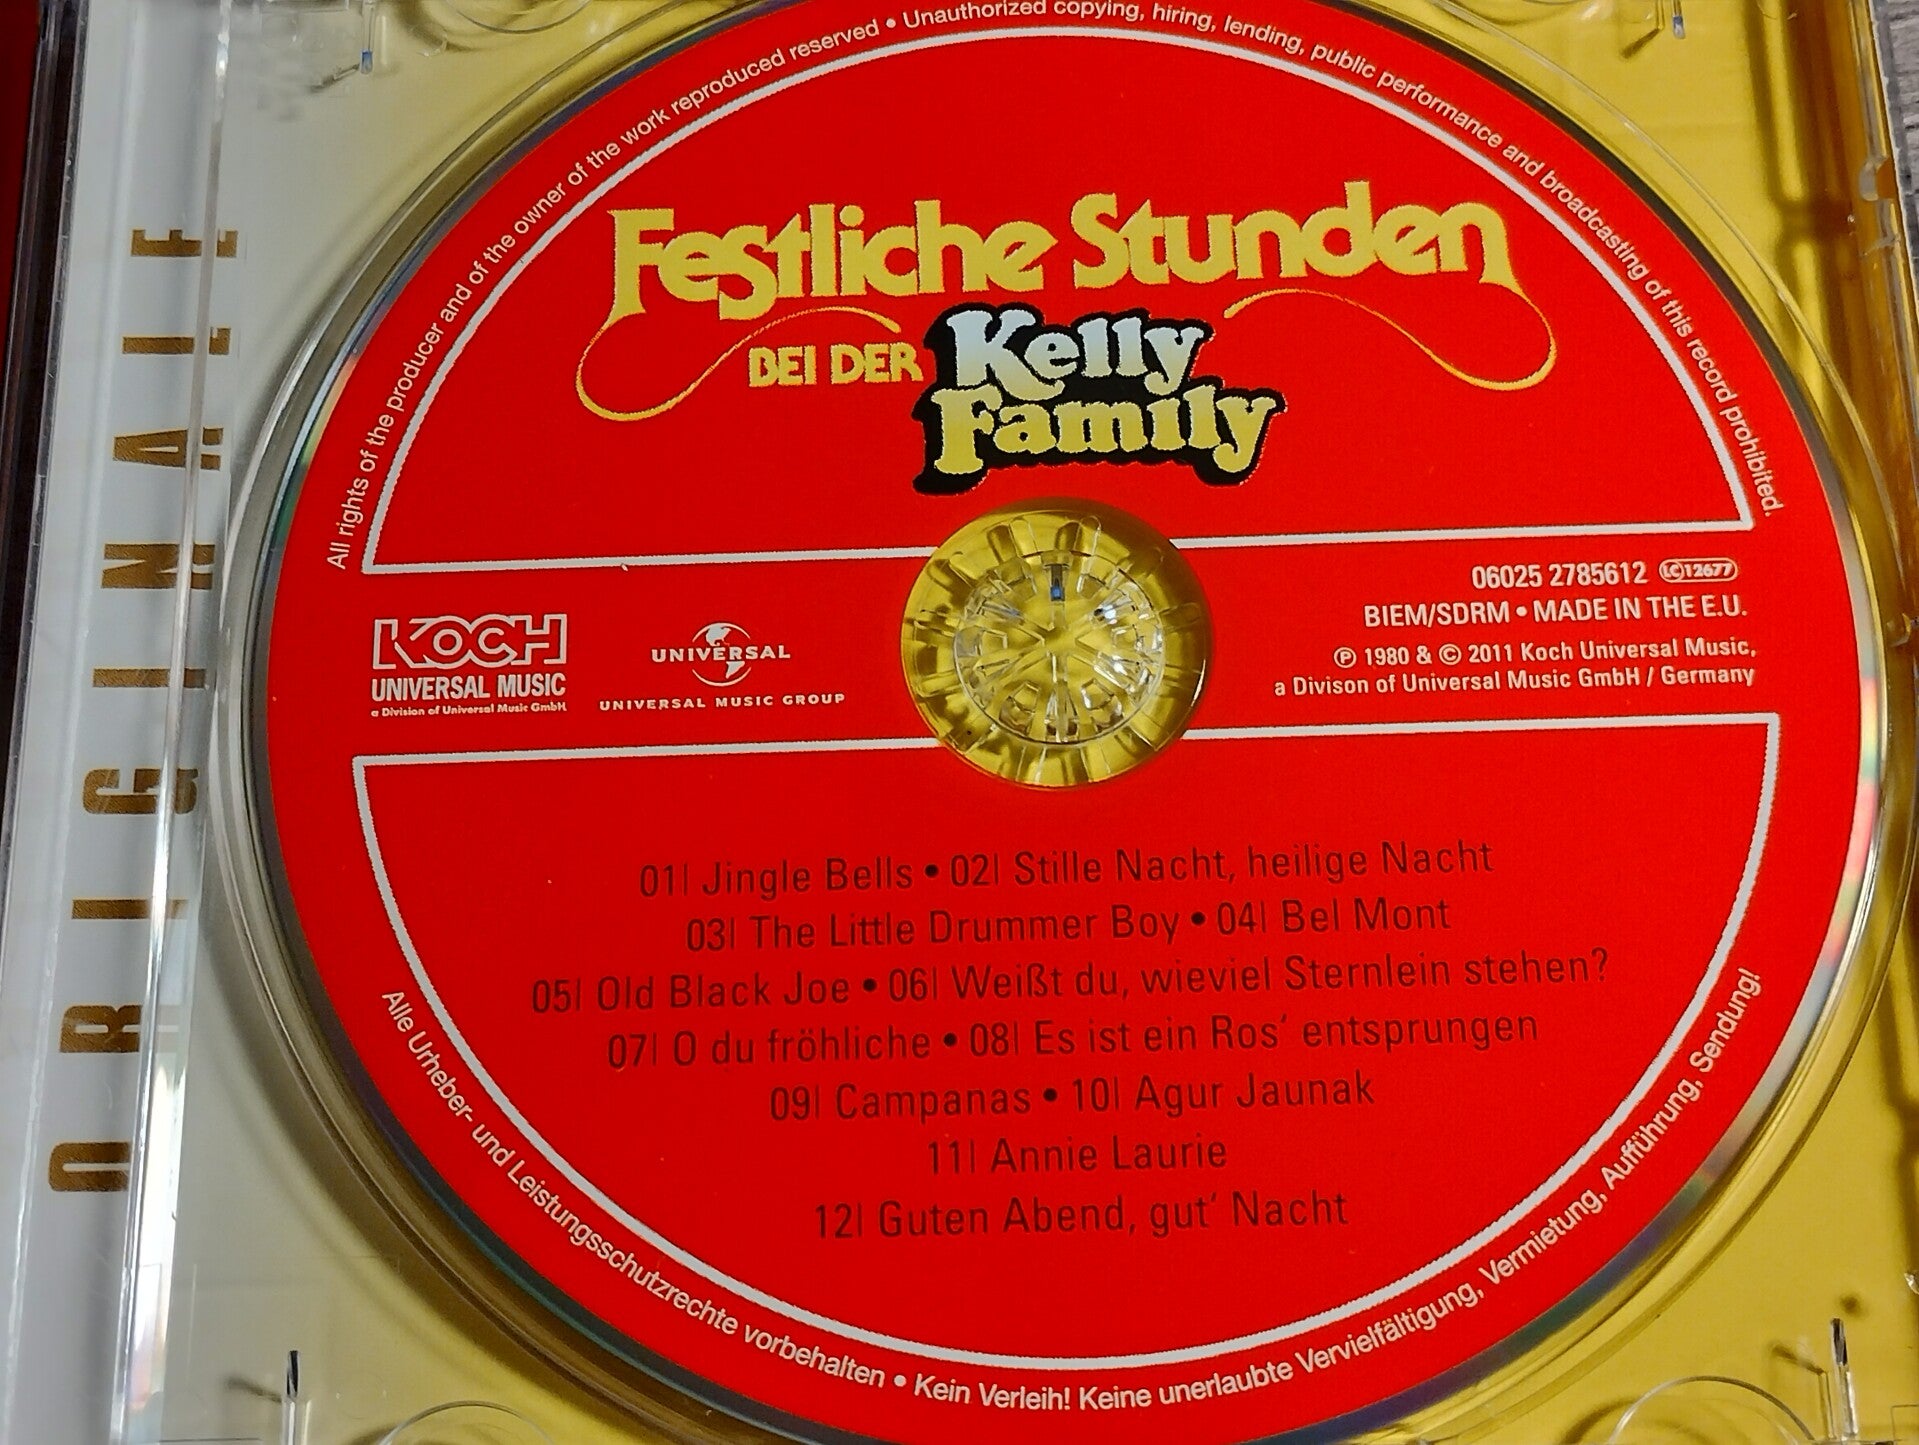 All rights of the producer and of the owner of the work reproduced reserved • Unauthorized copying, hiring, lending, public performance and broadcasting of this record prohibited.
Festliche Stunden
BEI DER Kelly
Family
ORIGINALE
KOCH
UNIVERSAL MUSIC
a Division of Universal Music GmbH
UNIVERSAL
UNIVERSAL MUSIC GROUP
06025 2785612 LC12677
BIEM/SDRM • MADE IN THE E.U.
℗ 1980 & © 2011 Koch Universal Music,
a Divison of Universal Music GmbH / Germany
01| Jingle Bells • 02| Stille Nacht, heilige Nacht
03| The Little Drummer Boy • 04| Bel Mont
05| Old Black Joe • 06| Weißt du, wieviel Sternlein stehen?
07| O du fröhliche • 08| Es ist ein Ros' entsprungen
09| Campanas • 10| Agur Jaunak
11| Annie Laurie
12| Guten Abend, gut' Nacht
Alle Urheber- und Leistungsschutzrechte vorbehalten • Kein Verleih! Keine unerlaubte Vervielfältigung, Vermietung, Aufführung, Sendung!